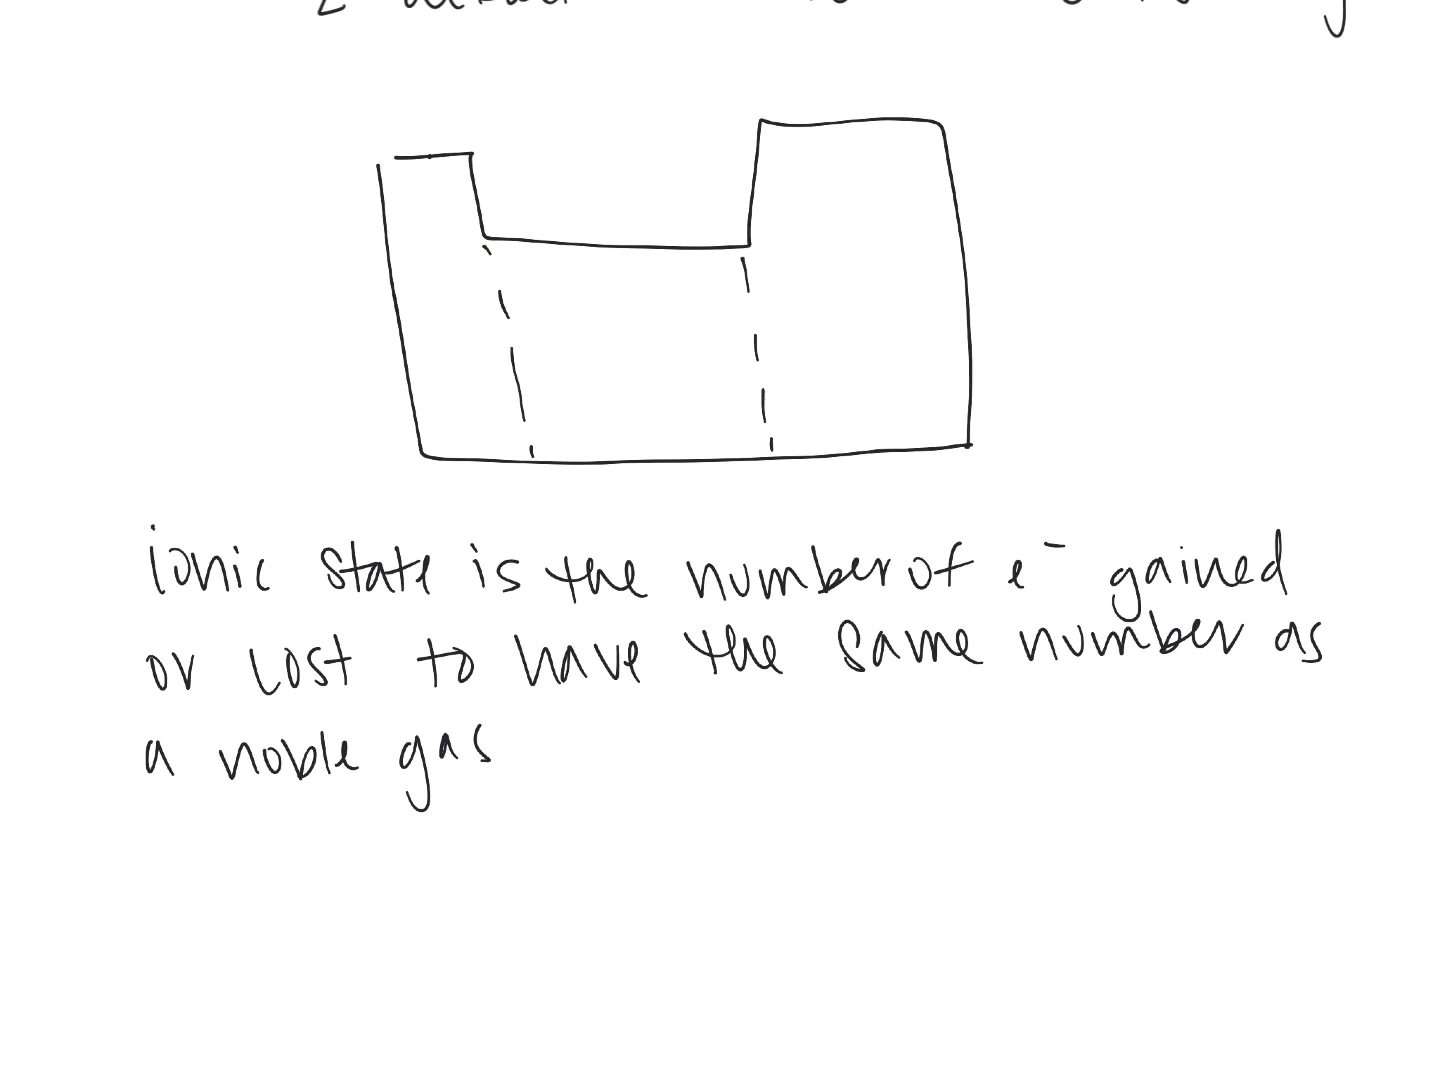 ionic state is the number of e⁻ gained
or lost to have the same number as
a noble gas